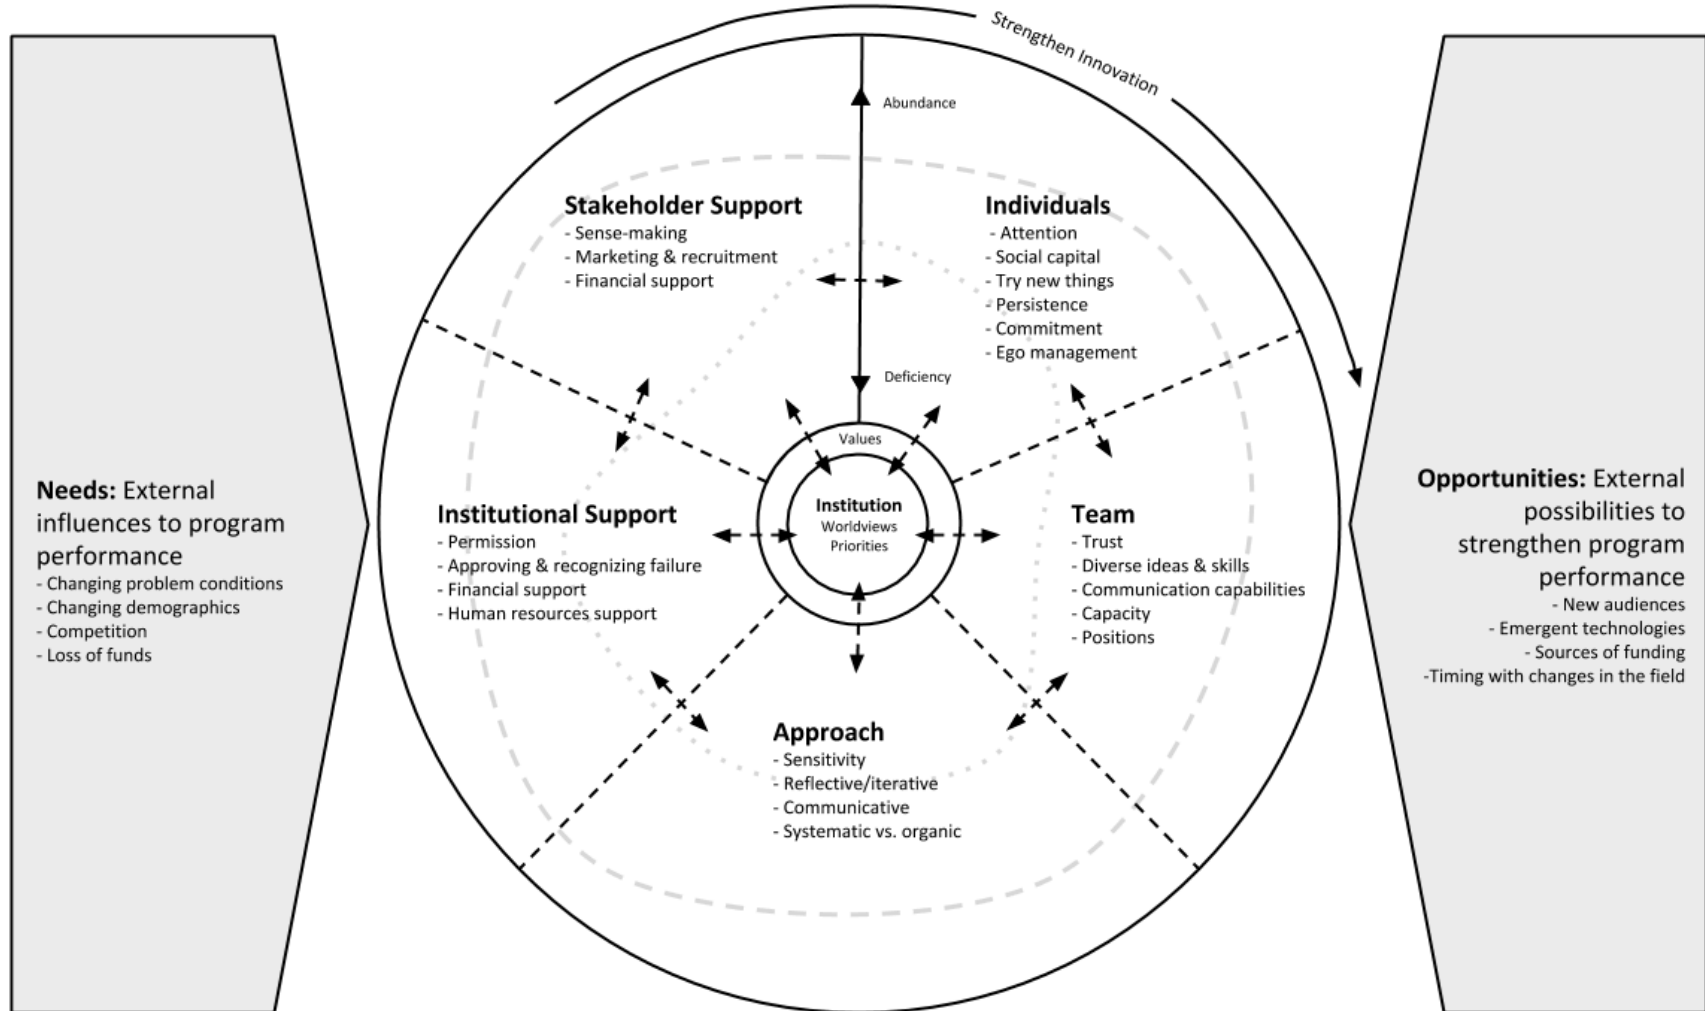 Strengthen Innovation
Abundance
Stakeholder Support
- Sense-making
- Marketing & recruitment
- Financial support
Individuals
- Attention
- Social capital
- Try new things
- Persistence
- Commitment
- Ego management
Deficiency
Values
Institution
Worldviews
Priorities
Needs: External
influences to program
performance
- Changing problem conditions
- Changing demographics
- Competition
- Loss of funds
Institutional Support
- Permission
- Approving & recognizing failure
- Financial support
- Human resources support
Team
- Trust
- Diverse ideas & skills
- Communication capabilities
- Capacity
- Positions
Opportunities: External
possibilities to
strengthen program
performance
- New audiences
- Emergent technologies
- Sources of funding
-Timing with changes in the field
Approach
- Sensitivity
- Reflective/iterative
- Communicative
- Systematic vs. organic